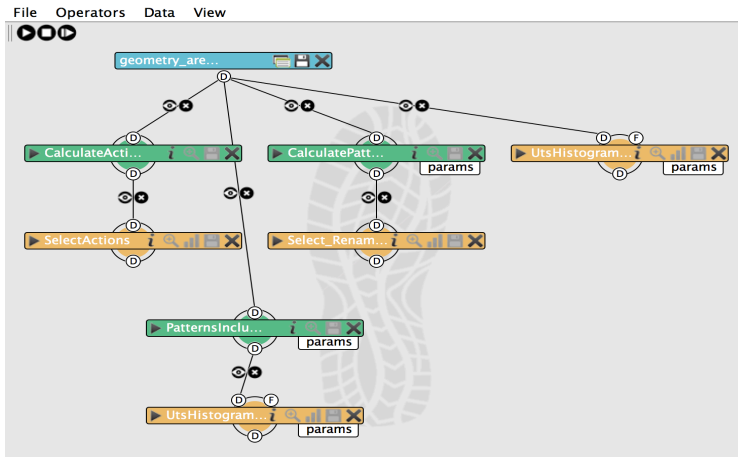 File Operators Data View
geometry_are...
D
D D D F
CalculateActi... i CalculatePatt... i UtsHistogram... i
params params
D D D
D D
SelectActions i Select_Renam... i
D D
D
PatternsInclu... i
params
D
D F
UtsHistogram... i
params
D